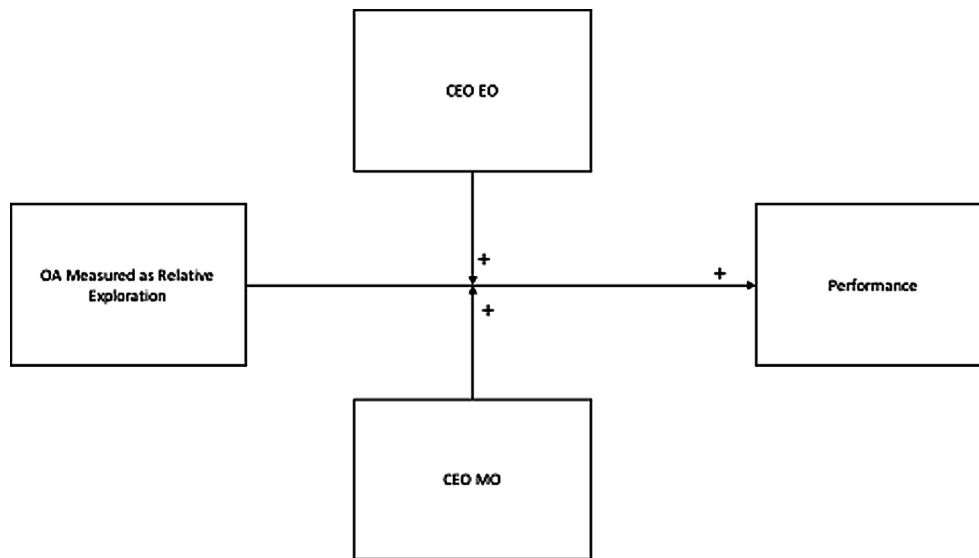 CEO EO
+
OA Measured as Relative
Exploration
+
Performance
+
CEO MO